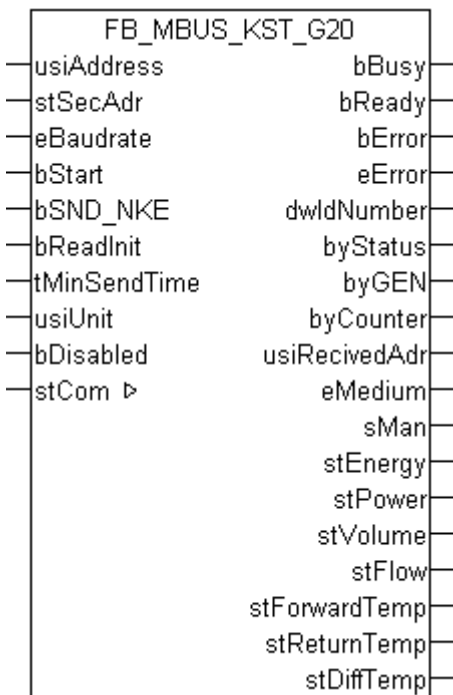 FB_MBUS_KST_G20
usiAddress bBusy
stSecAdr bReady
eBaudrate bError
bStart eError
bSND_NKE dwIdNumber
bReadInit byStatus
tMinSendTime byGEN
usiUnit byCounter
bDisabled usiRecivedAdr
stCom ▷ eMedium
sMan
stEnergy
stPower
stVolume
stFlow
stForwardTemp
stReturnTemp
stDiffTemp